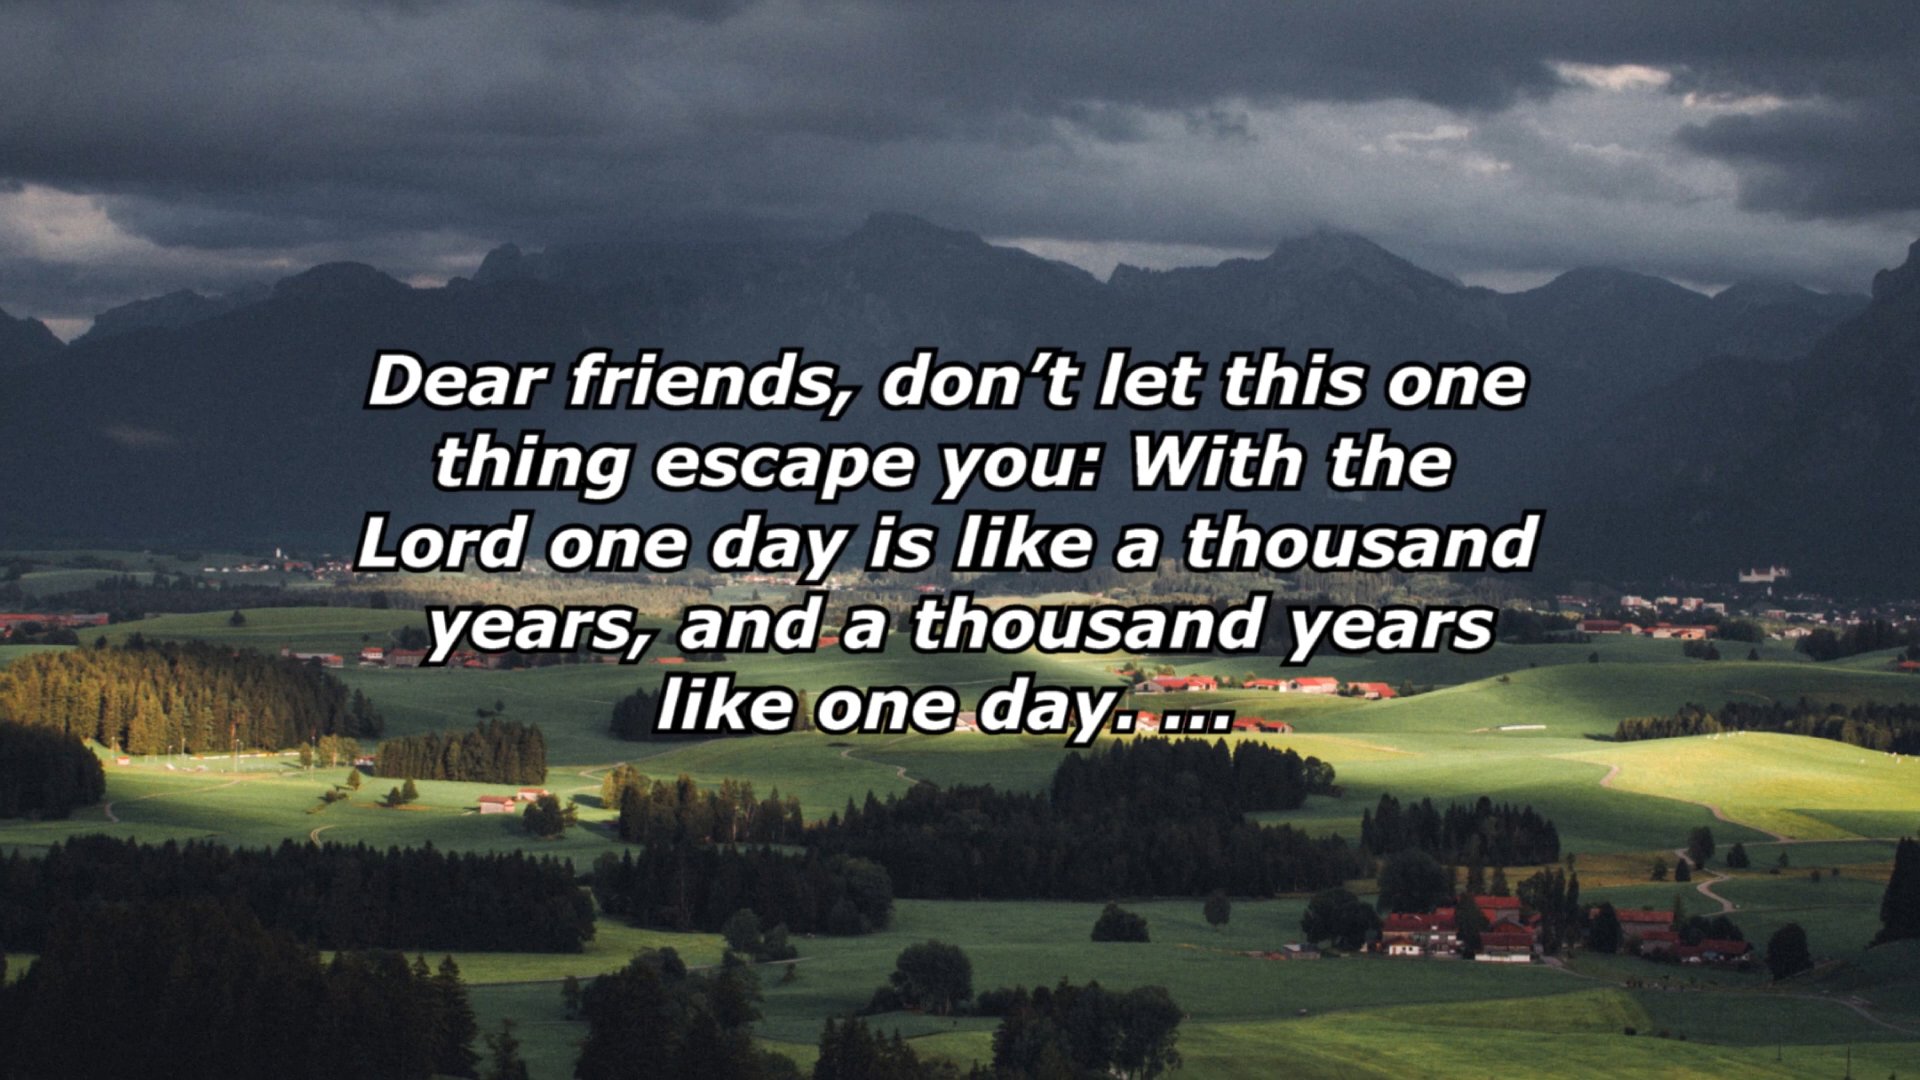 Dear friends, don’t let this one
thing escape you: With the
Lord one day is like a thousand
years, and a thousand years
like one day. ...